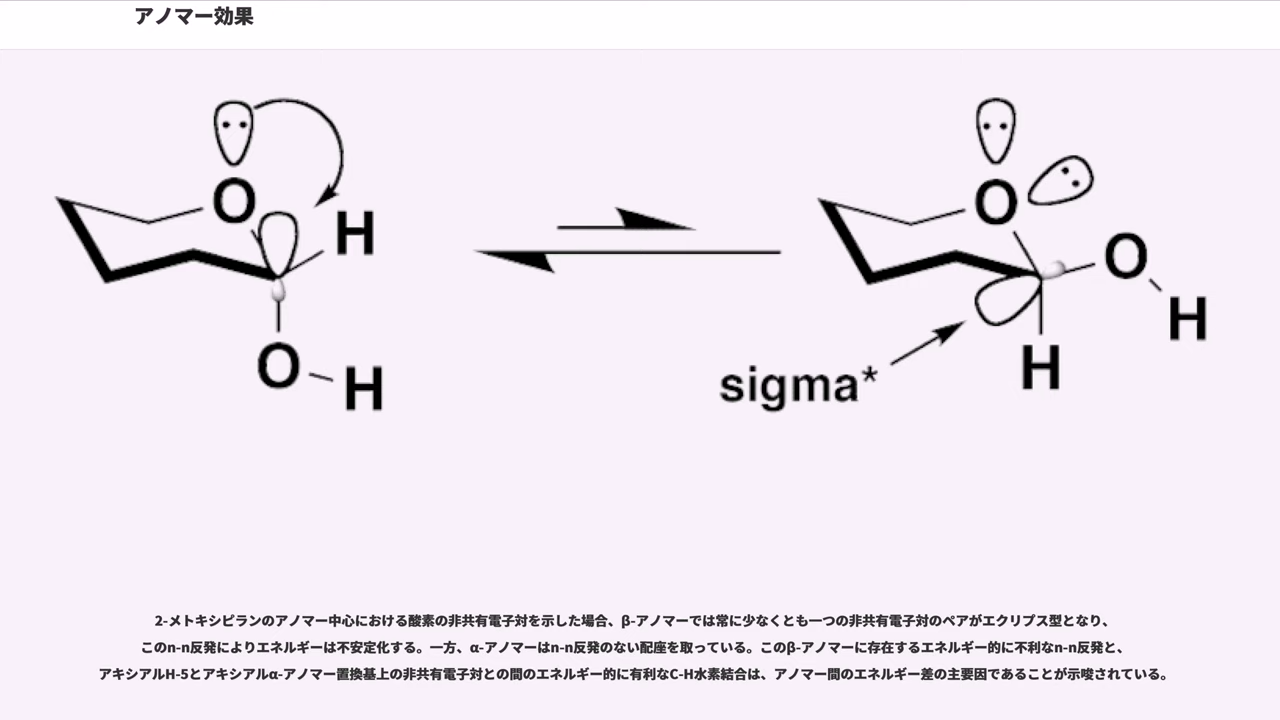 アノマー効果
O
H
O
H
O
O
H
H
sigma*
2-メトキシピランのアノマー中心における酸素の非共有電子対を示した場合、β-アノマーでは常に少なくとも一つの非共有電子対のペアがエクリプス型となり、
このn-n反発によりエネルギーは不安定化する。一方、α-アノマーはn-n反発のない配座を取っている。このβ-アノマーに存在するエネルギー的に不利なn-n反発と、
アキシアルH-5とアキシアルα-アノマー置換基上の非共有電子対との間のエネルギー的に有利なC-H水素結合は、アノマー間のエネルギー差の主要因であることが示唆されている。